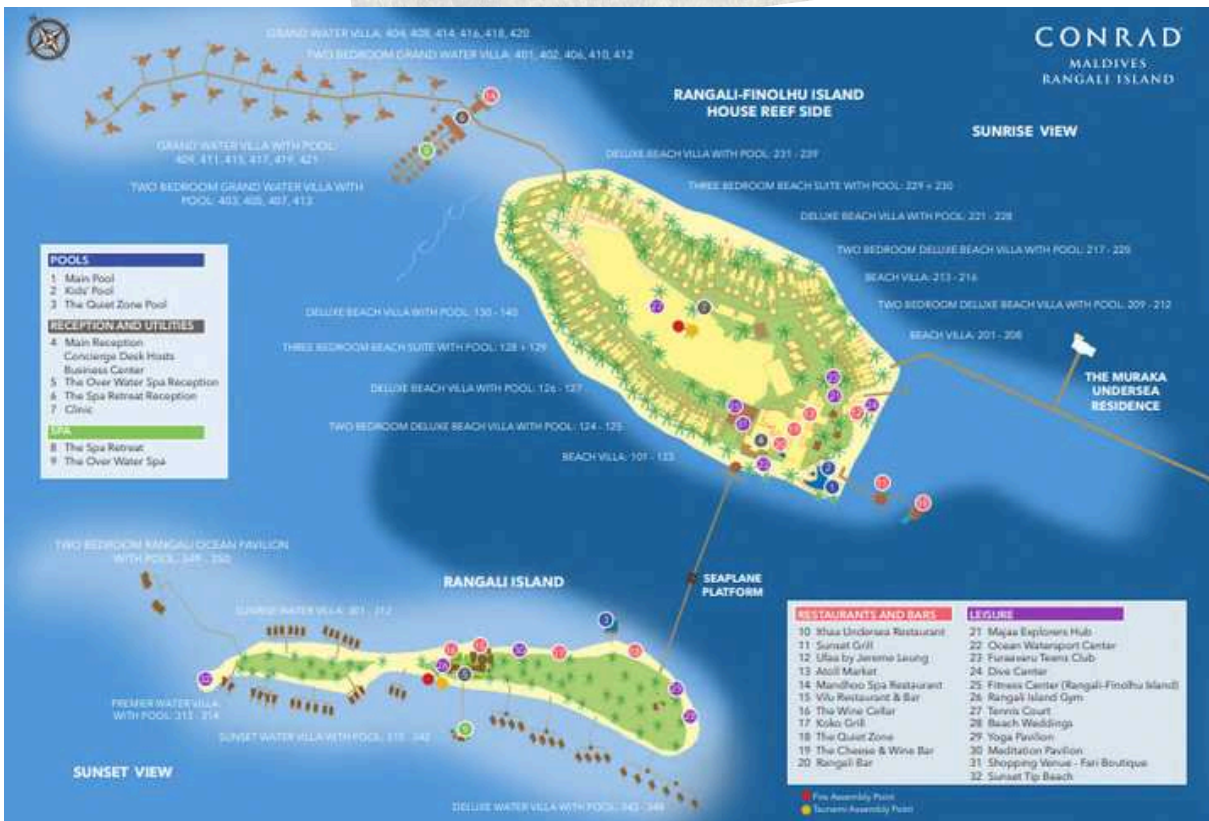 CONRAD
MALDIVES
RANGALI ISLAND
GRAND WATER VILLA: 404, 408, 414, 416, 418, 420
TWO BEDROOM GRAND WATER VILLA: 401, 402, 406, 410, 412
RANGALI-FINOLHU ISLAND
HOUSE REEF SIDE
SUNRISE VIEW
GRAND WATER VILLA WITH POOL:
409, 411, 415, 417, 419, 421
TWO BEDROOM GRAND WATER VILLA WITH
POOL: 403, 405, 407, 413
DELUXE BEACH VILLA WITH POOL: 231 - 239
THREE BEDROOM BEACH SUITE WITH POOL: 229 + 230
DELUXE BEACH VILLA WITH POOL: 221 - 228
TWO BEDROOM DELUXE BEACH VILLA WITH POOL: 217 - 220
BEACH VILLA: 213 - 216
TWO BEDROOM DELUXE BEACH VILLA WITH POOL: 209 - 212
BEACH VILLA: 201 - 208
THE MURAKA
UNDERSEA
RESIDENCE
DELUXE BEACH VILLA WITH POOL: 130 - 140
THREE BEDROOM BEACH SUITE WITH POOL: 128 + 129
DELUXE BEACH VILLA WITH POOL: 126 - 127
TWO BEDROOM DELUXE BEACH VILLA WITH POOL: 124 - 125
BEACH VILLA: 101 - 123
POOLS
1 Main Pool
2 Kids' Pool
3 The Quiet Zone Pool
RECEPTION AND UTILITIES
4 Main Reception
Concierge Desk Hosts
Business Center
5 The Over Water Spa Reception
6 The Spa Retreat Reception
7 Clinic
SPA
8 The Spa Retreat
9 The Over Water Spa
TWO BEDROOM RANGALI OCEAN PAVILION
WITH POOL: 349 - 350
RANGALI ISLAND
SEAPLANE
PLATFORM
SUNRISE WATER VILLA: 301 - 312
PREMIER WATER VILLA
WITH POOL: 313 - 314
SUNSET WATER VILLA WITH POOL: 315 - 342
SUNSET VIEW
DELUXE WATER VILLA WITH POOL: 343 - 348
RESTAURANTS AND BARS
10 Ithaa Undersea Restaurant
11 Sunset Grill
12 Ufaa by Jereme Leung
13 Atoll Market
14 Mandhoo Spa Restaurant
15 Vilu Restaurant & Bar
16 The Wine Cellar
17 Koko Grill
18 The Quiet Zone
19 The Cheese & Wine Bar
20 Rangali Bar
LEISURE
21 Majaa Explorers Hub
22 Ocean Watersport Center
23 Furaavaru Teens Club
24 Dive Center
25 Fitness Center (Rangali-Finolhu Island)
26 Rangali Island Gym
27 Tennis Court
28 Beach Weddings
29 Yoga Pavilion
30 Meditation Pavilion
31 Shopping Venue - Fari Boutique
32 Sunset Tip Beach
Fire Assembly Point
Tsunami Assembly Point